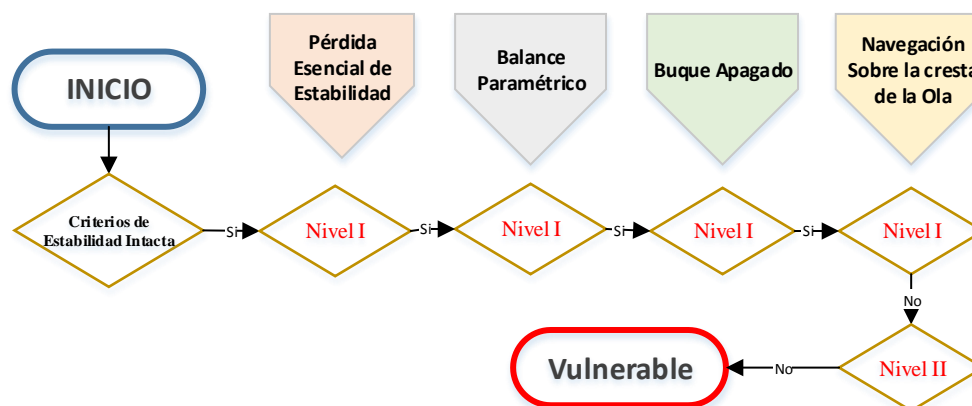 Pérdida
Esencial de
Estabilidad
Balance
Paramétrico
Buque Apagado
Navegación
Sobre la cresta
de la Ola
INICIO
Criterios de
Estabilidad Intacta
Si
Nivel I
Si
Nivel I
Si
Nivel I
Si
Nivel I
No
Nivel II
No
Vulnerable